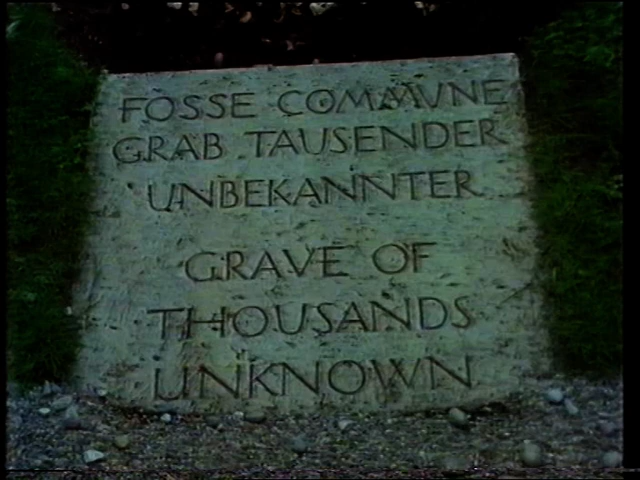 FOSSE COMMUNE
GRAB TAUSENDER
UNBEKANNTER
GRAVE OF
THOUSANDS
UNKNOWN